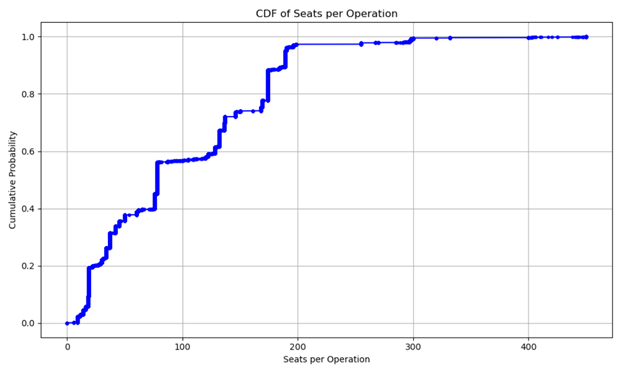 CDF of Seats per Operation
Cumulative Probability
1.0
0.8
0.6
0.4
0.2
0.0
0 100 200 300 400
Seats per Operation